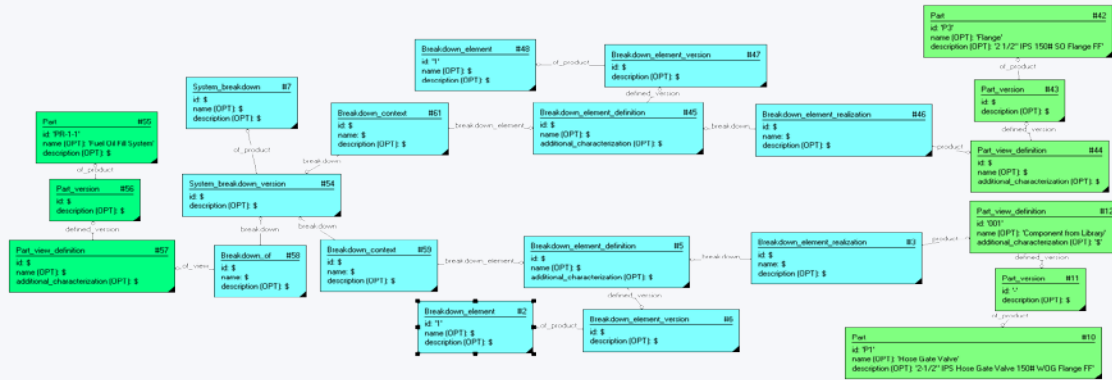 Part #42
id: 'P3'
name (OPT): 'Flange'
description (OPT): '2 1/2" IPS 150# SO Flange FF'
Breakdown_element #48
id: "1"
name (OPT): $
description (OPT): $
of_product
Breakdown_element_version #47
id: $
description (OPT): $
of_product
defined_version
System_breakdown #7
id: $
name (OPT): $
description (OPT): $
Part_version #43
id: $
description (OPT): $
Part #55
id: 'PR-1-1'
name (OPT): 'Fuel Oil Fill System'
description (OPT): $
Breakdown_context #61
id: $
name: $
description (OPT): $
breakdown_element
Breakdown_element_definition #45
id: $
name (OPT): $
additional_characterization (OPT): $
breakdown
Breakdown_element_realization #46
id: $
name: $
description (OPT): $
defined_version
product
Part_view_definition #44
id: $
name (OPT): $
additional_characterization (OPT): $
of_product
of_product
breakdown
Part_version #56
id: $
description (OPT): $
System_breakdown_version #54
id: $
description (OPT): $
defined_version
breakdown
breakdown
Part_view_definition #12
id: '001'
name (OPT): 'Component from Library'
additional_characterization (OPT): '$'
Part_view_definition #57
id: $
name (OPT): $
additional_characterization (OPT): $
of_view
Breakdown_of #58
id: $
name: $
description (OPT): $
Breakdown_context #59
id: $
name: $
description (OPT): $
breakdown_element
Breakdown_element_definition #5
id: $
name (OPT): $
additional_characterization (OPT): $
breakdown
Breakdown_element_realization #3
id: $
name: $
description (OPT): $
product
defined_version
Part_version #11
id: '-'
description (OPT): $
defined_version
Breakdown_element #2
id: "1"
name (OPT): $
description (OPT): $
of_product
Breakdown_element_version #6
id: $
description (OPT): $
of_product
Part #10
id: 'P1'
name (OPT): 'Hose Gate Valve'
description (OPT): '2-1/2" IPS Hose Gate Valve 150# WOG Flange FF'